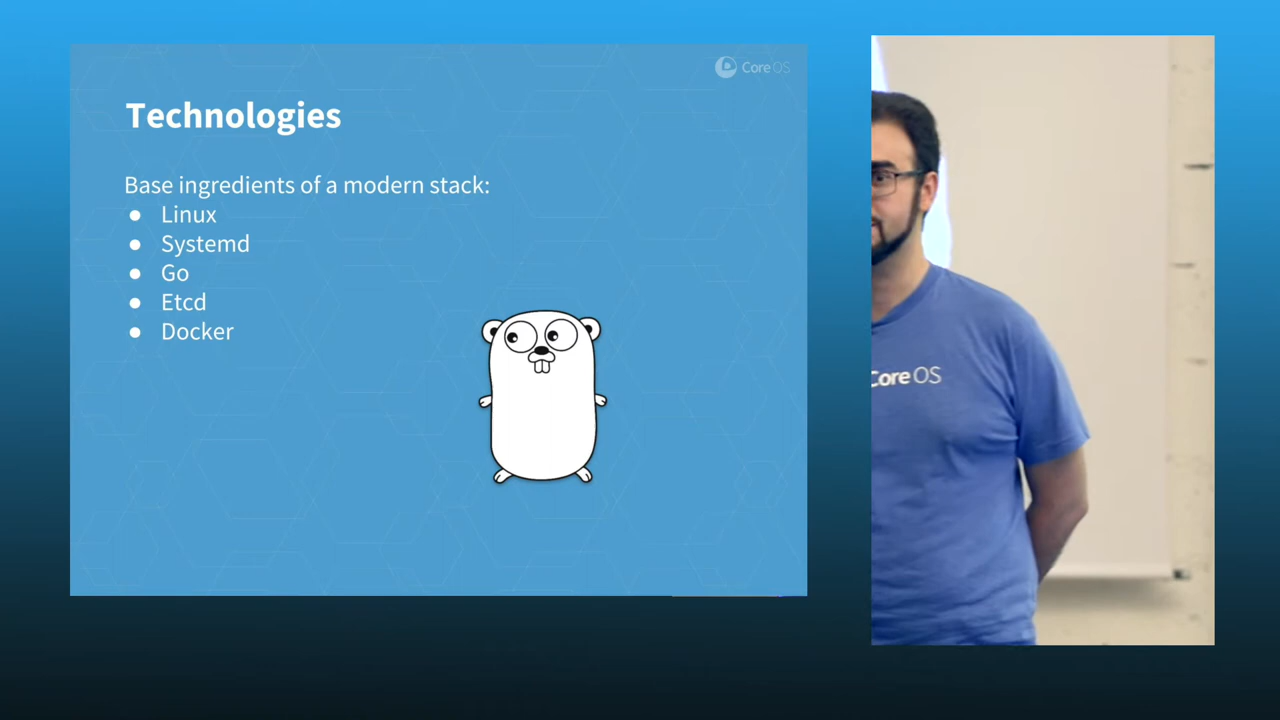 CoreOS
Technologies
Base ingredients of a modern stack:
● Linux
● Systemd
● Go
● Etcd
● Docker
CoreOS